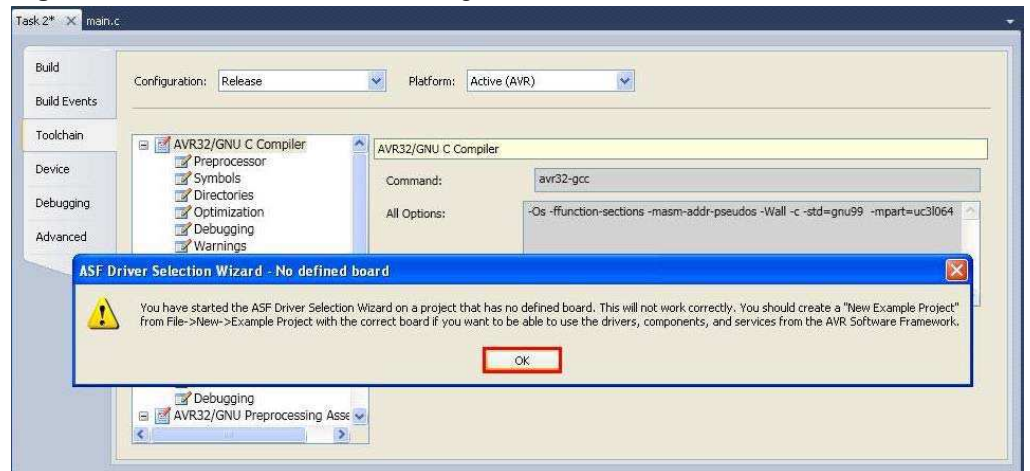 Task 2* X main.c
Build
Build Events
Toolchain
Device
Debugging
Advanced
Configuration: Release Platform: Active (AVR)
AVR32/GNU C Compiler
Preprocessor
Symbols
Directories
Optimization
Debugging
Warnings
AVR32/GNU C Compiler
Command: avr32-gcc
All Options: -Os -ffunction-sections -masm-addr-pseudos -Wall -c -std=gnu99 -mpart=uc3l064
ASF Driver Selection Wizard - No defined board
You have started the ASF Driver Selection Wizard on a project that has no defined board. This will not work correctly. You should create a "New Example Project"
from File->New->Example Project with the correct board if you want to be able to use the drivers, components, and services from the AVR Software Framework.
OK
Debugging
AVR32/GNU Preprocessing Asse